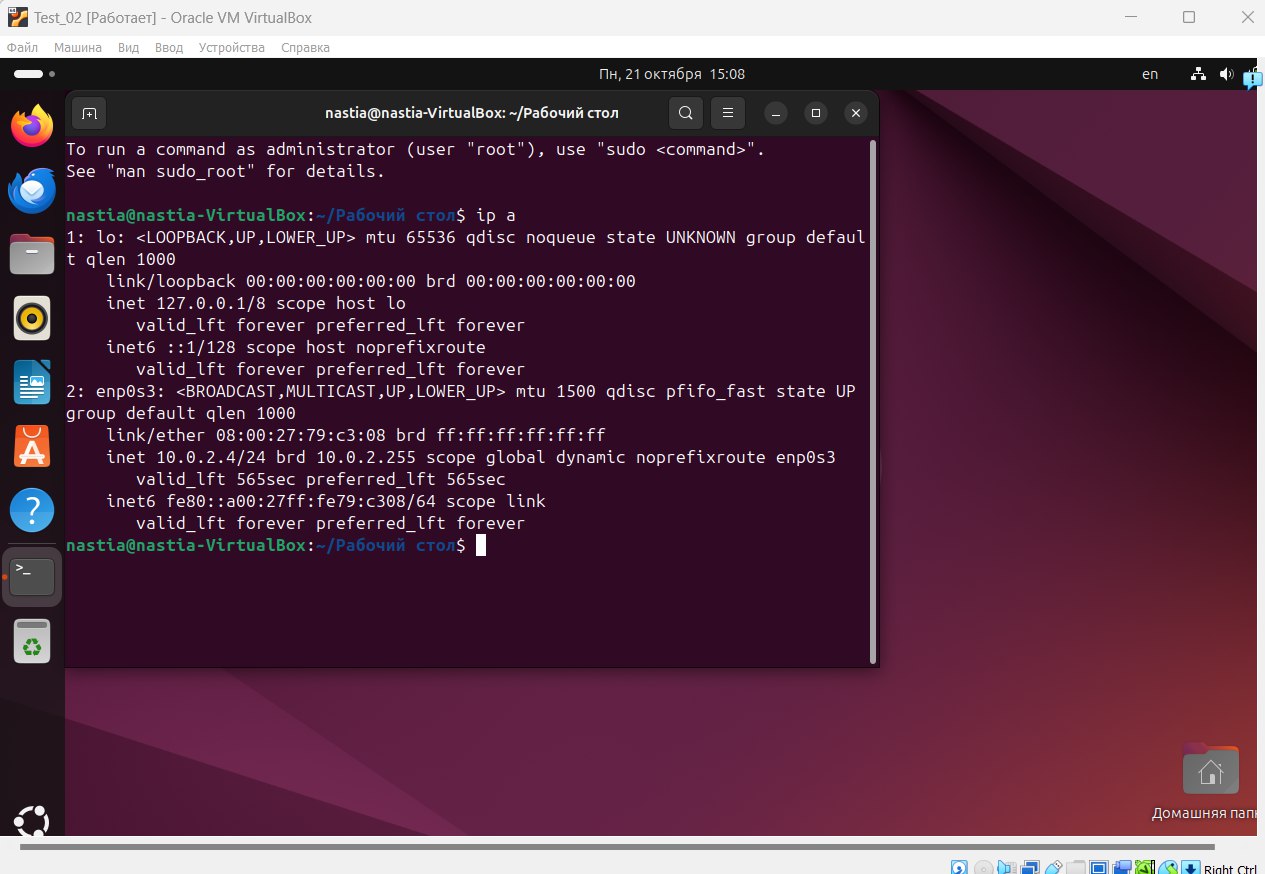 Test_02 [Работает] - Oracle VM VirtualBox
Файл Машина Вид Ввод Устройства Справка
Пн, 21 октября 15:08
en
nastia@nastia-VirtualBox: ~/Рабочий стол
To run a command as administrator (user "root"), use "sudo <command>".
See "man sudo_root" for details.
nastia@nastia-VirtualBox:~/Рабочий стол$ ip a
1: lo: <LOOPBACK,UP,LOWER_UP> mtu 65536 qdisc noqueue state UNKNOWN group defaul
t qlen 1000
link/loopback 00:00:00:00:00:00 brd 00:00:00:00:00:00
inet 127.0.0.1/8 scope host lo
valid_lft forever preferred_lft forever
inet6 ::1/128 scope host noprefixroute
valid_lft forever preferred_lft forever
2: enp0s3: <BROADCAST,MULTICAST,UP,LOWER_UP> mtu 1500 qdisc pfifo_fast state UP
group default qlen 1000
link/ether 08:00:27:79:c3:08 brd ff:ff:ff:ff:ff:ff
inet 10.0.2.4/24 brd 10.0.2.255 scope global dynamic noprefixroute enp0s3
valid_lft 565sec preferred_lft 565sec
inet6 fe80::a00:27ff:fe79:c308/64 scope link
valid_lft forever preferred_lft forever
nastia@nastia-VirtualBox:~/Рабочий стол$
Домашняя папк
Right Ctrl